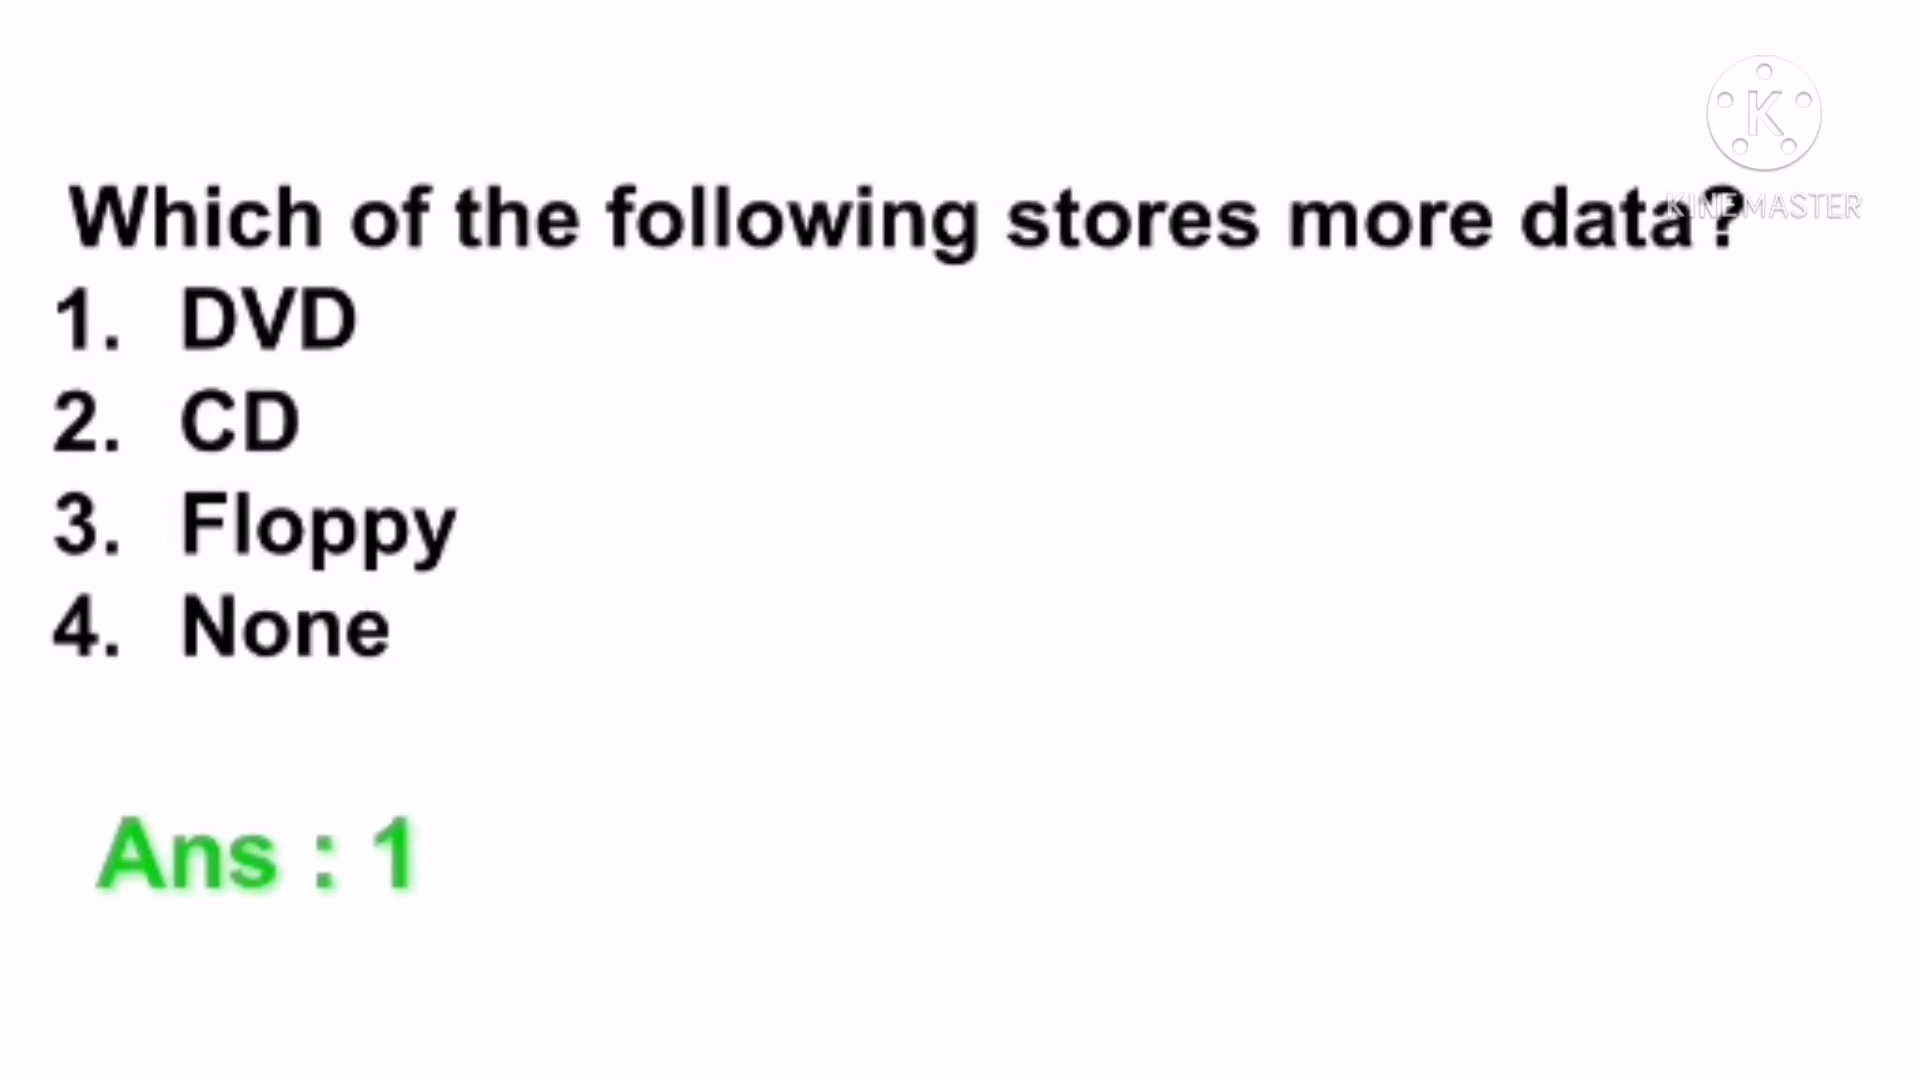 K
KINEMASTER
Which of the following stores more data?
1. DVD
2. CD
3. Floppy
4. None
Ans : 1